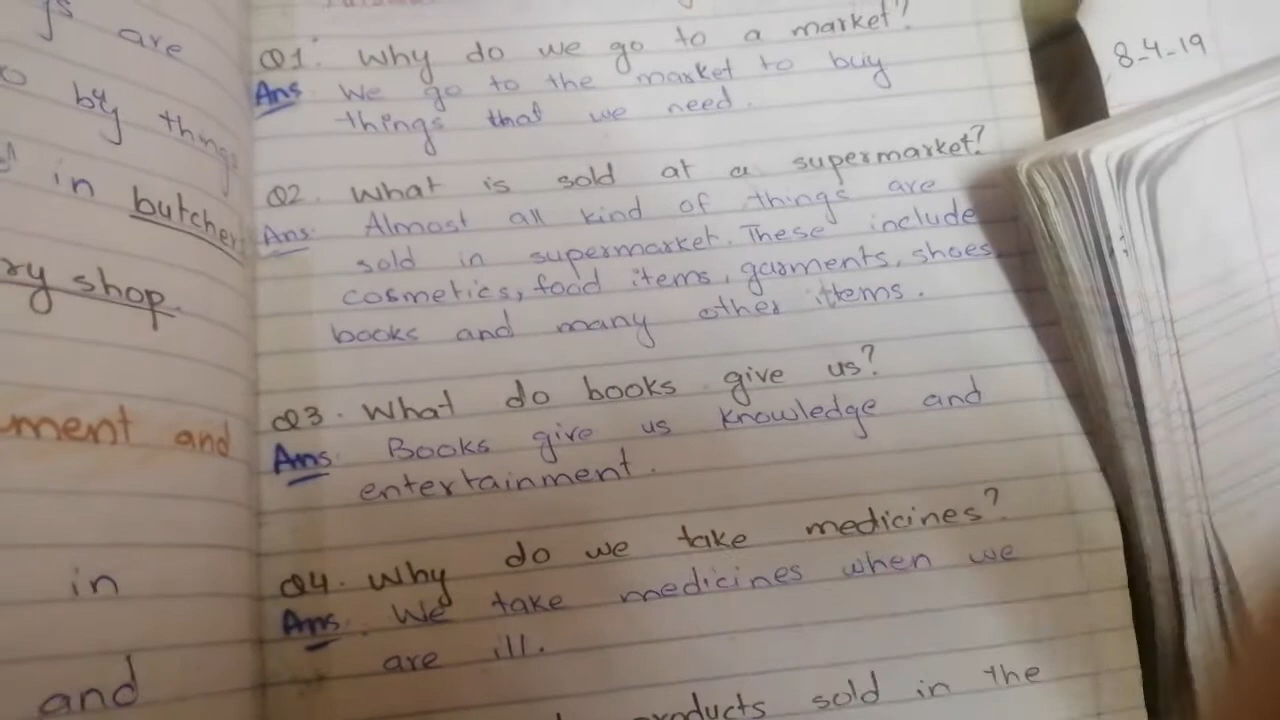 are
by things
in butcher
ry shop.
ment and
in
and
Q1: Why do we go to a market?
Ans We go to the market to buy
things that we need.
Q2. What is sold at a supermarket?
Ans: Almost all kind of things are
sold in supermarket. These include
cosmetics, food items, garments, shoes,
books and many other ittems.
Q3. What do books give us?
Ans: Books give us knowledge and
entertainment.
Q4. Why do we take medicines?
Ans: We take medicines when we
are ill.
products sold in the
8-4-19